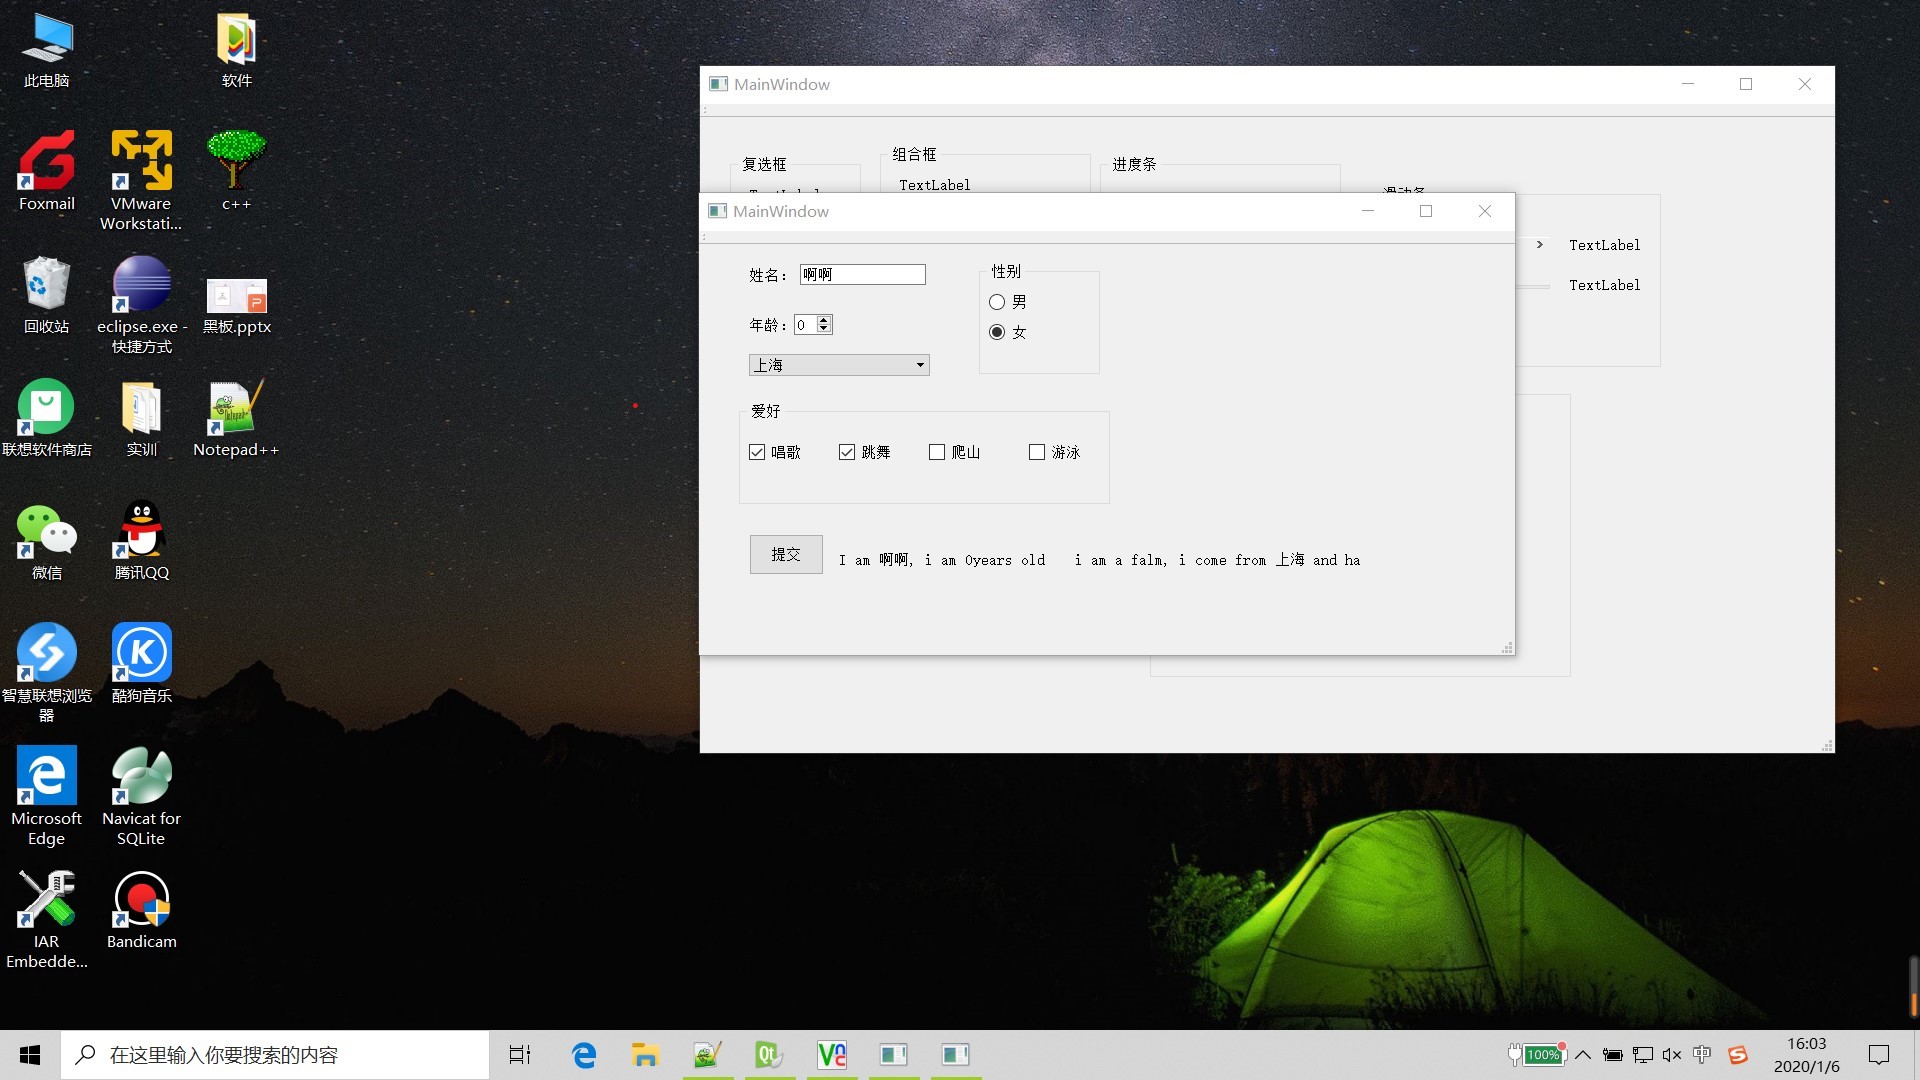 此电脑
软件
Foxmail
VMware
Workstati...
c++
回收站
eclipse.exe -
快捷方式
黑板.pptx
联想软件商店
实训
Notepad++
微信
腾讯QQ
智慧联想浏览
器
酷狗音乐
Microsoft
Edge
Navicat for
SQLite
IAR
Embedde...
Bandicam
MainWindow
复选框
组合框
进度条
TextLabel
TextLabel
TextLabel
MainWindow
姓名: 啊啊
性别
男
年龄: 0
女
上海
爱好
唱歌 跳舞 爬山 游泳
提交
I am 啊啊, i am 0years old   i am a falm, i come from 上海 and ha
在这里输入你要搜索的内容
100%
中
16:03
2020/1/6